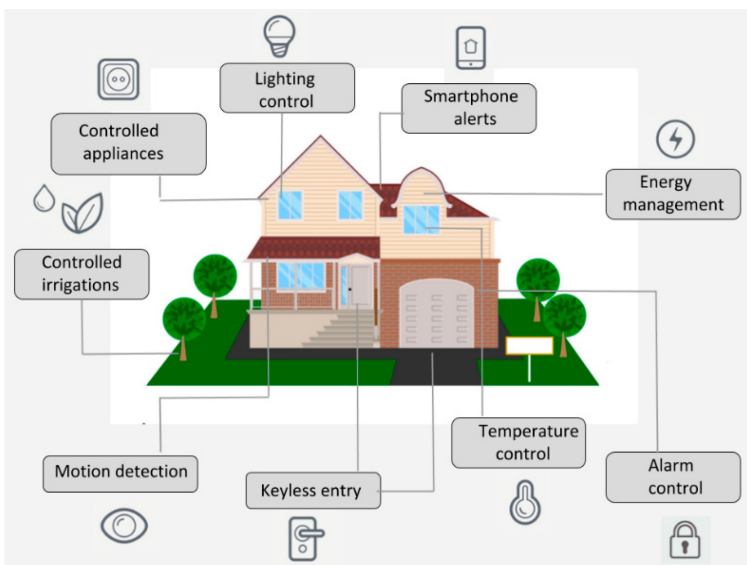 Lighting
control
Smartphone
alerts
Controlled
appliances
Energy
management
Controlled
irrigations
Temperature
control
Motion detection
Keyless entry
Alarm
control